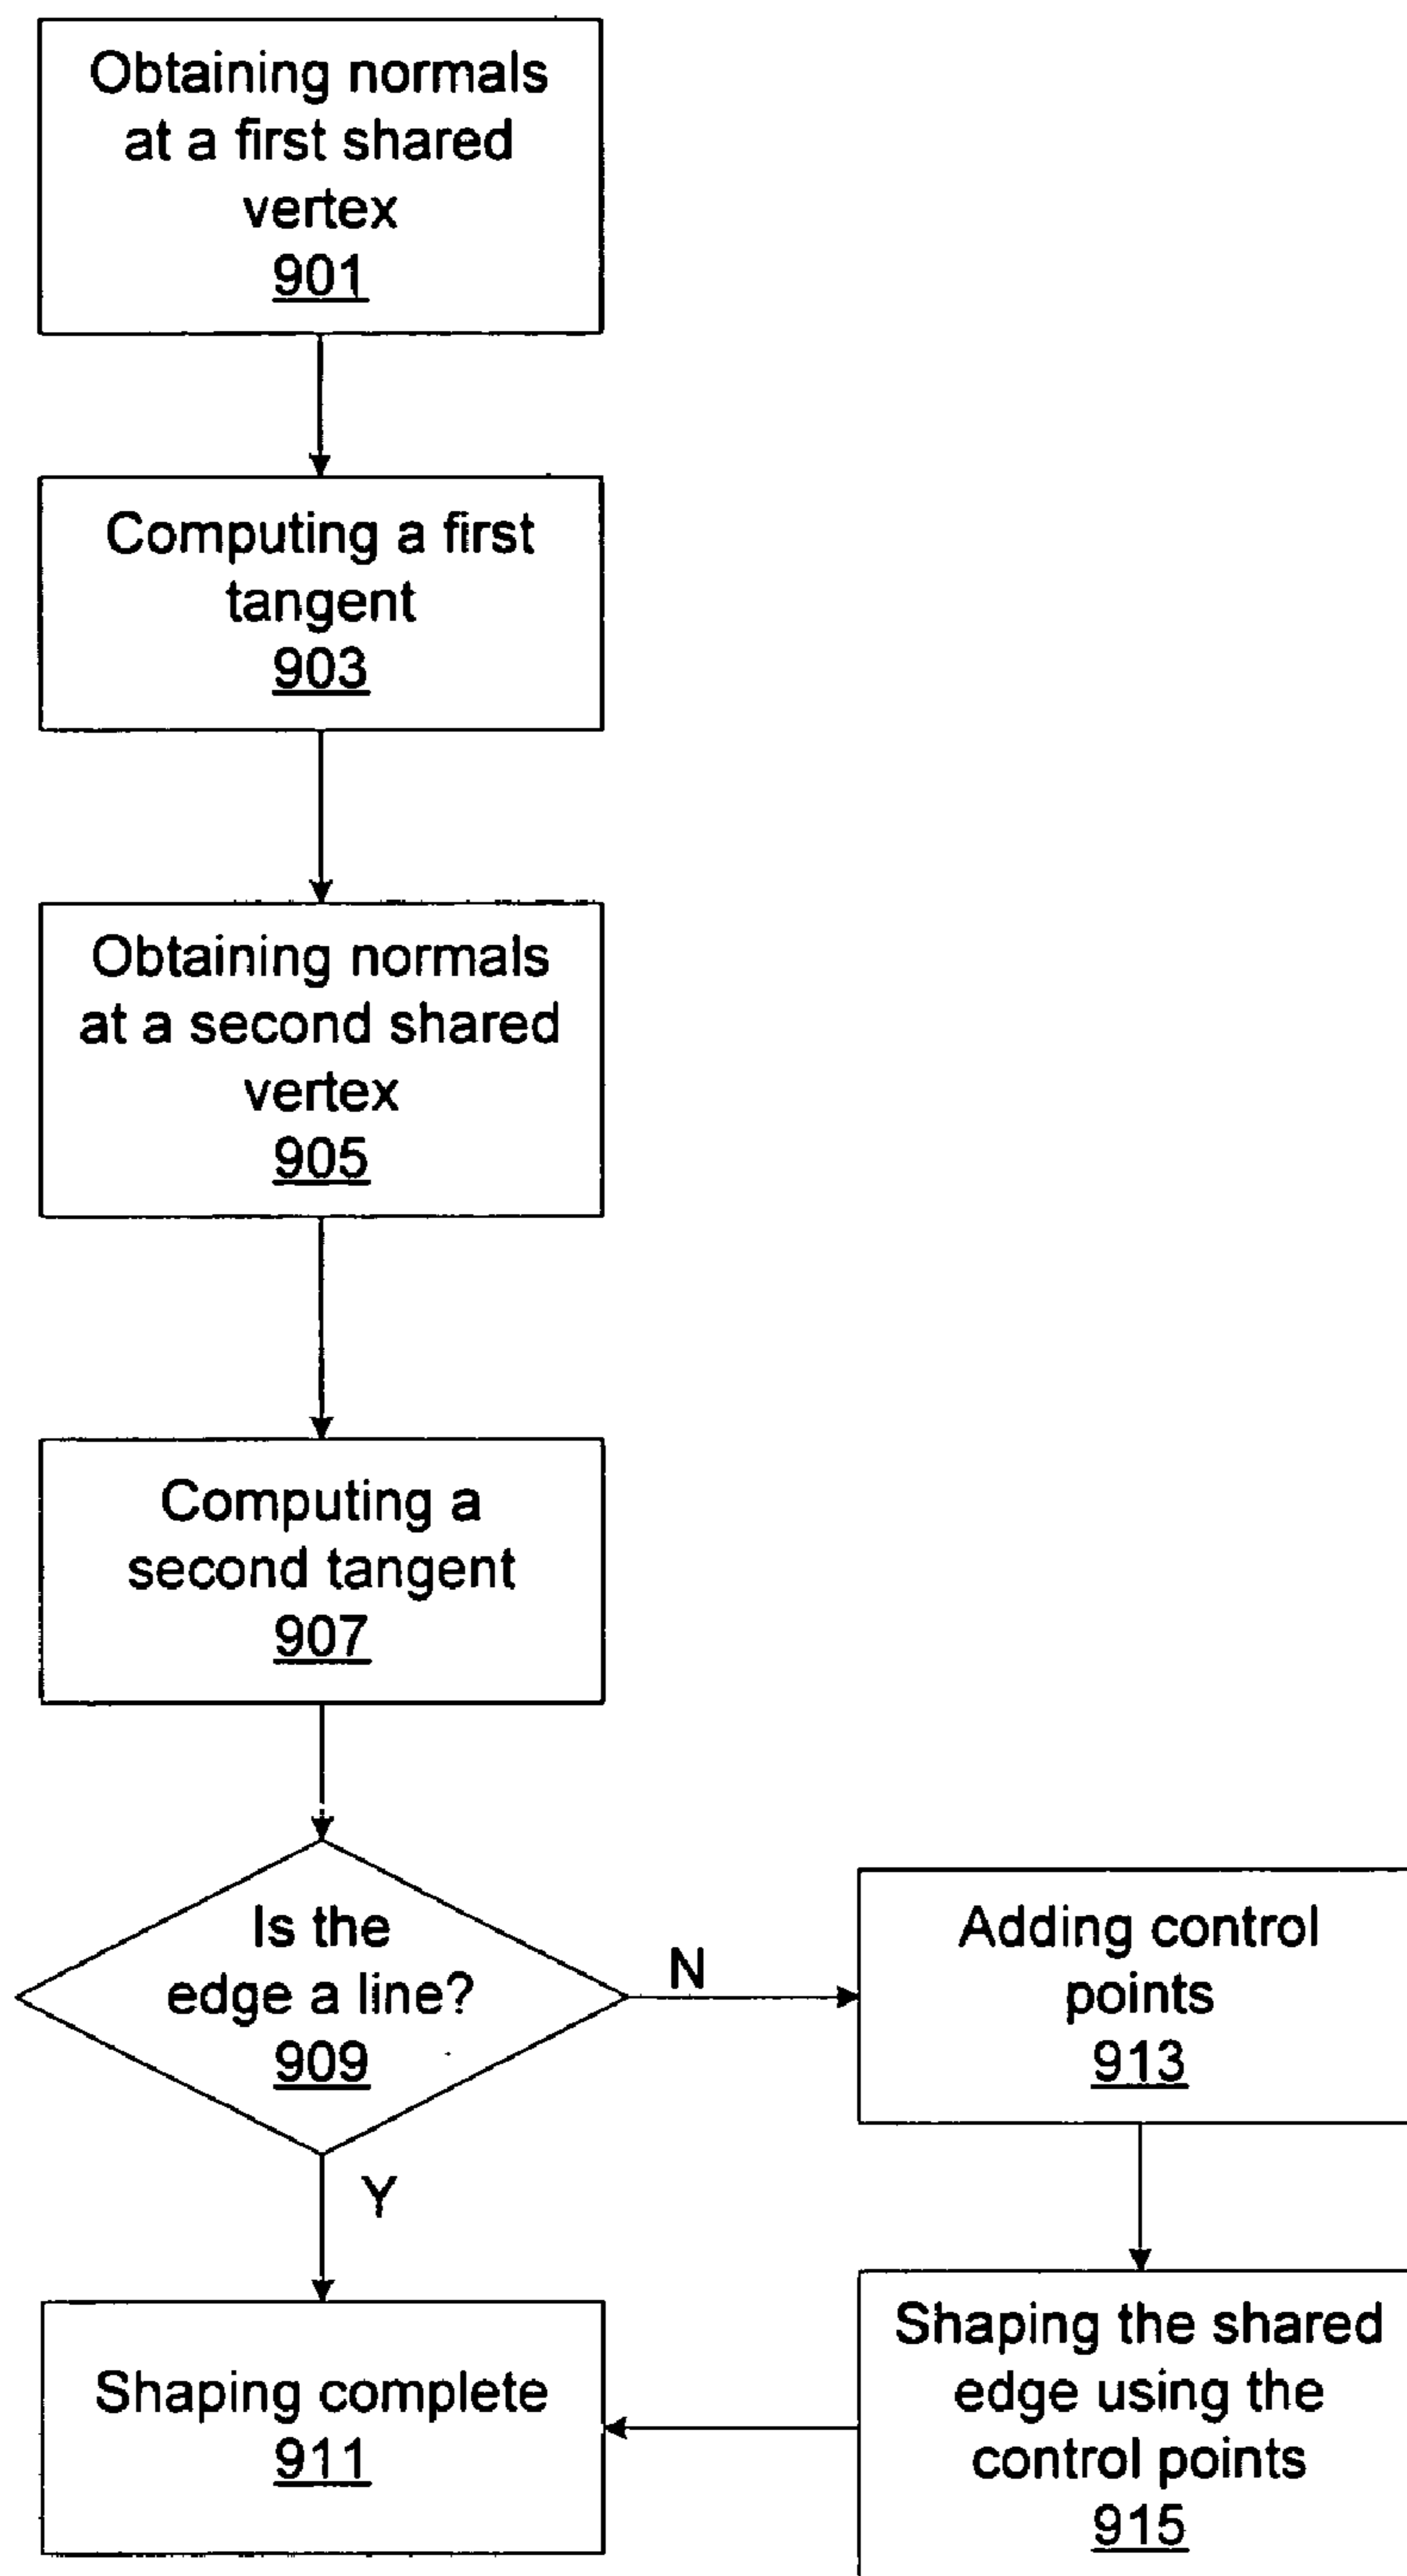 Obtaining normals
at a first shared
vertex
901
Computing a first
tangent
903
Obtaining normals
at a second shared
vertex
905
Computing a
second tangent
907
Is the
edge a line?
909
N
Adding control
points
913
Y
Shaping complete
911
Shaping the shared
edge using the
control points
915